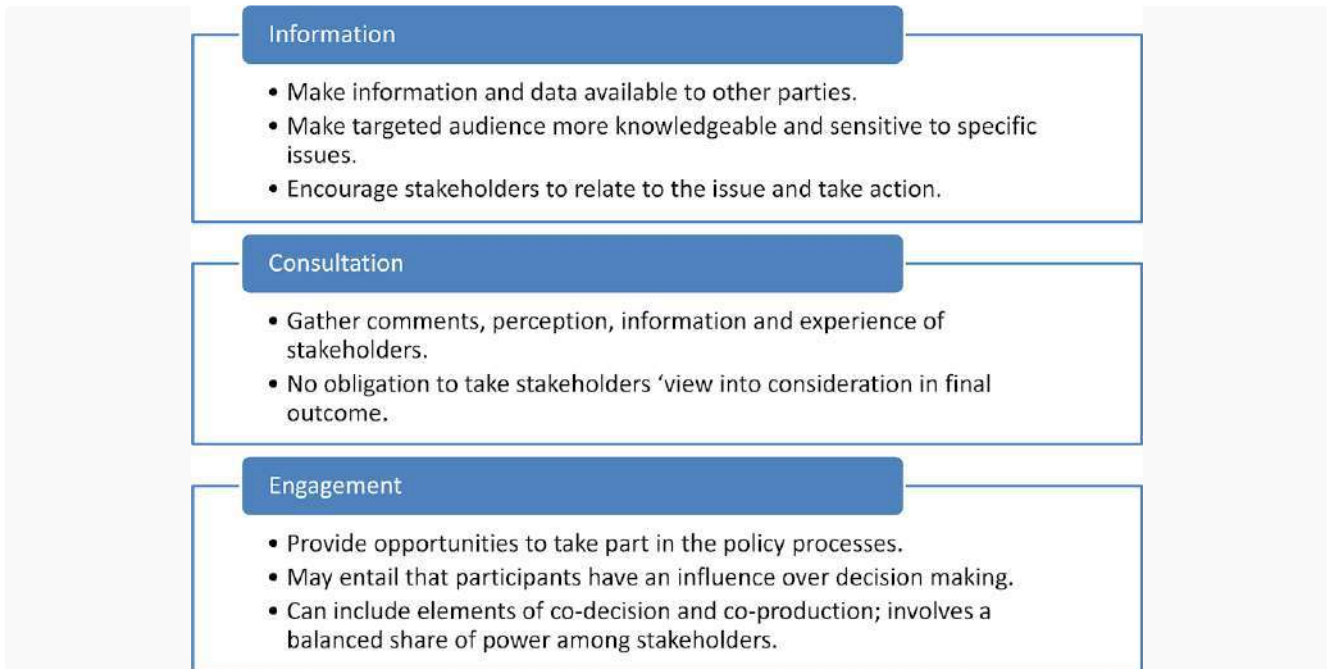 Information
• Make information and data available to other parties.
• Make targeted audience more knowledgeable and sensitive to specific
issues.
• Encourage stakeholders to relate to the issue and take action.
Consultation
• Gather comments, perception, information and experience of
stakeholders.
• No obligation to take stakeholders ‘view into consideration in final
outcome.
Engagement
• Provide opportunities to take part in the policy processes.
• May entail that participants have an influence over decision making.
• Can include elements of co-decision and co-production; involves a
balanced share of power among stakeholders.